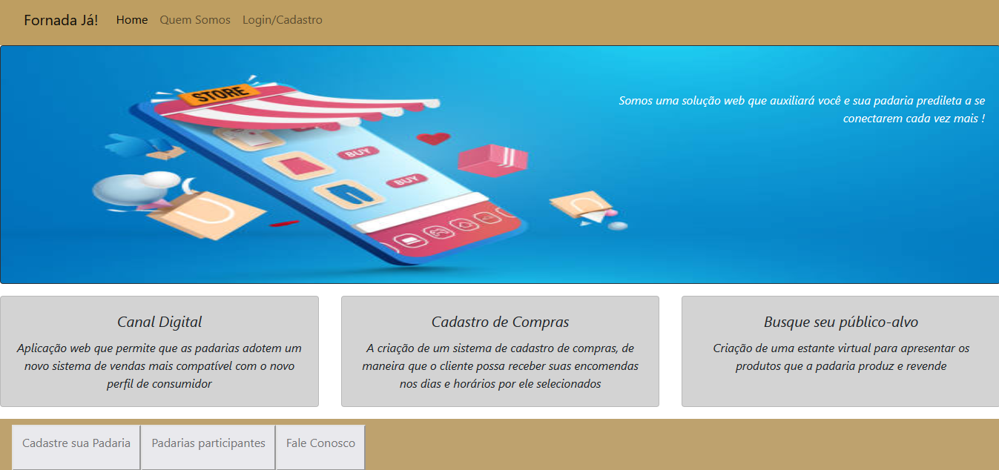 Fornada Já! Home Quem Somos Login/Cadastro
STORE
Somos uma solução web que auxiliará você e sua padaria predileta a se
conectarem cada vez mais !
BUY
BUY
Canal Digital
Aplicação web que permite que as padarias adotem um
novo sistema de vendas mais compatível com o novo
perfil de consumidor
Cadastro de Compras
A criação de um sistema de cadastro de compras, de
maneira que o cliente possa receber suas encomendas
nos dias e horários por ele selecionados
Busque seu público-alvo
Criação de uma estante virtual para apresentar os
produtos que a padaria produz e revende
Cadastre sua Padaria Padarias participantes Fale Conosco